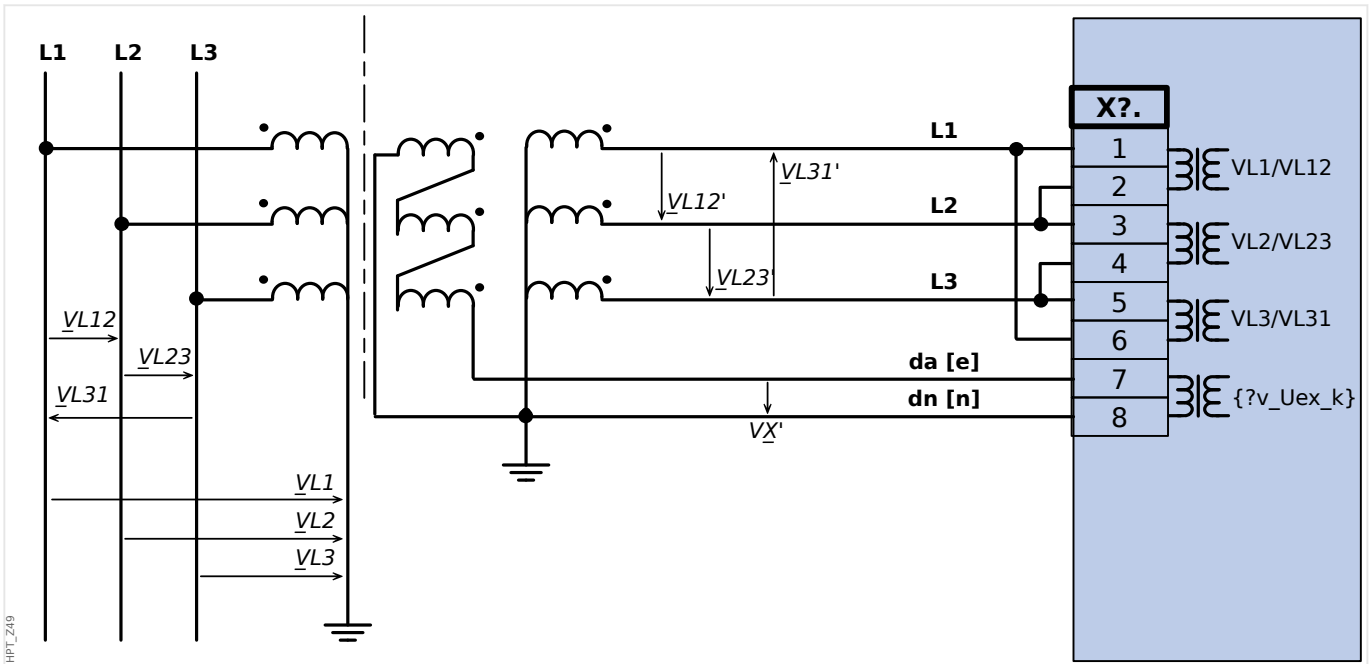 L1 L2 L3
X?.
L1
1
VL31'
VL1/VL12
2
VL12'
L2
3
VL2/VL23
4
VL23'
L3
5
VL3/VL31
VL12
6
VL23
da [e]
7
VL31
{?v_Uex_k}
dn [n]
8
VX'
VL1
VL2
VL3
HPT_Z49